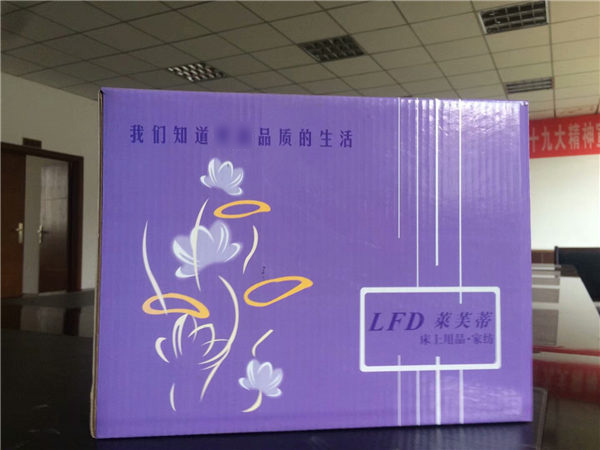 我们知道 品质的生活
十九大精神
LFD 莱芙蒂
床上用品·家纺